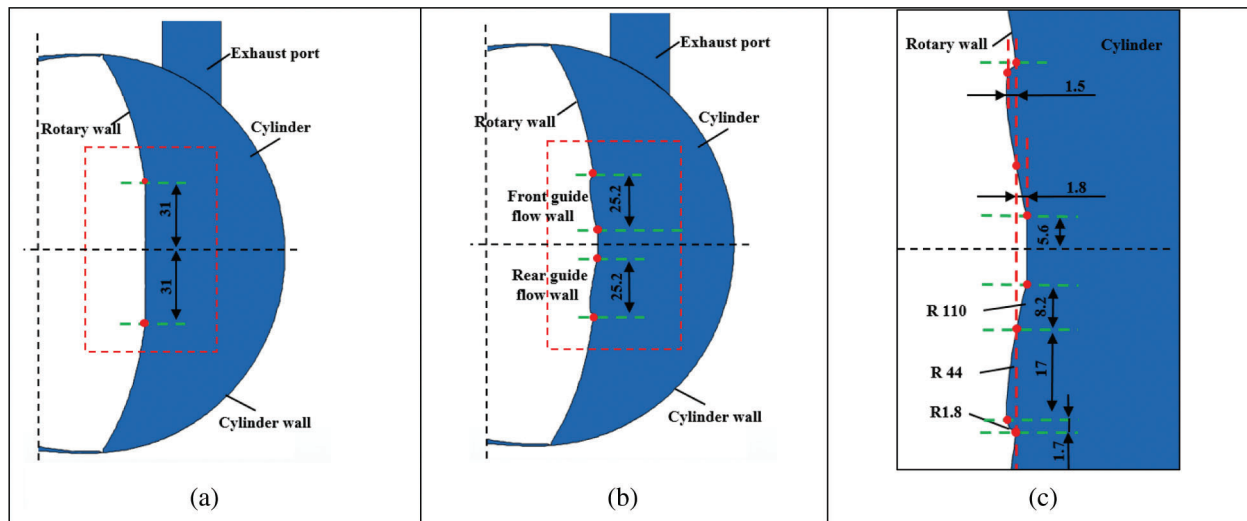 Exhaust port
Rotary wall
Cylinder
31
31
Cylinder wall
(a)
Exhaust port
Rotary wall
Cylinder
Front guide
flow wall
25.2
Rear guide
flow wall
25.2
Cylinder wall
(b)
Rotary wall
Cylinder
1.5
1.8
5.6
R 110
8.2
R 44
17
R1.8
1.7
(c)